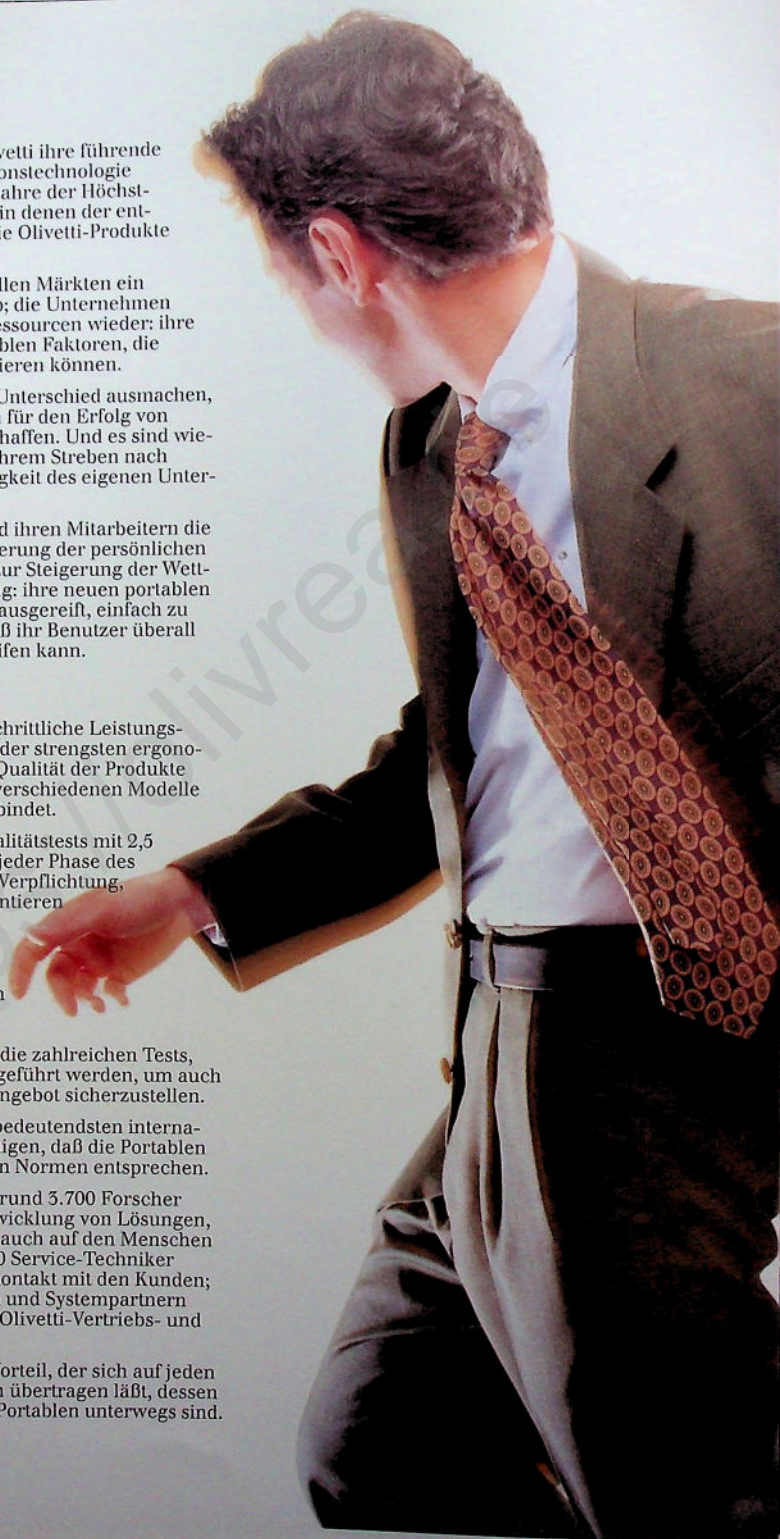 vetti ihre führende
onstechnologie
ahre der Höchst-
in denen der ent-
ie Olivetti-Produkte
llen Märkten ein
; die Unternehmen
essourcen wieder: ihre
blen Faktoren, die
ieren können.
Unterschied ausmachen,
für den Erfolg von
haffen. Und es sind wie-
hrem Streben nach
gkeit des eigenen Unter-
d ihren Mitarbeitern die
erung der persönlichen
zur Steigerung der Wett-
g: ihre neuen portablen
ausgereift, einfach zu
ß ihr Benutzer überall
ifen kann.
chrittliche Leistungs-
der strengsten ergono-
Qualität der Produkte
verschiedenen Modelle
bindet.
alitätstests mit 2,5
jeder Phase des
Verpflichtung,
ntieren
die zahlreichen Tests,
geführt werden, um auch
ngebot sicherzustellen.
bedeutendsten interna-
igen, daß die Portablen
n Normen entsprechen.
rund 3.700 Forscher
wicklung von Lösungen,
auch auf den Menschen
0 Service-Techniker
ontakt mit den Kunden;
und Systempartnern
Olivetti-Vertriebs- und
orteil, der sich auf jeden
n übertragen läßt, dessen
Portablen unterwegs sind.
olivrea